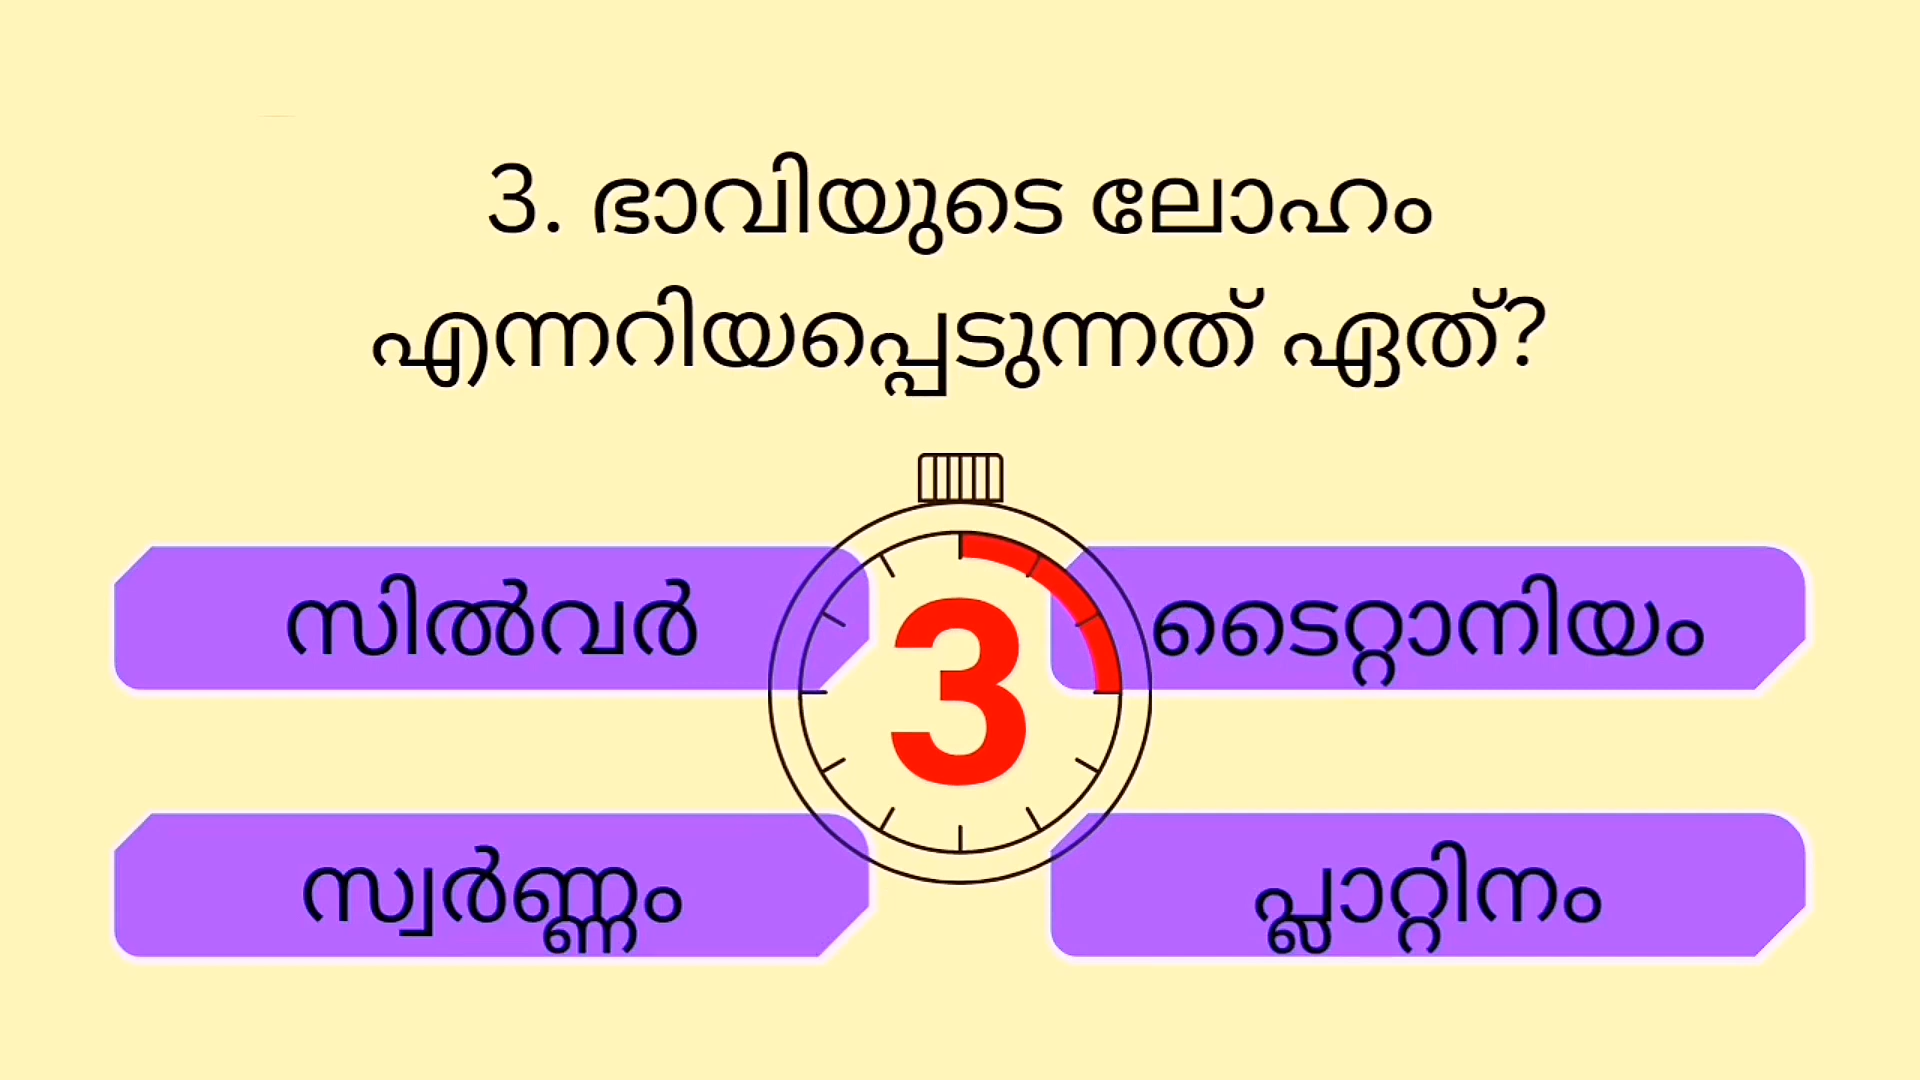 3. ഭാവിയുടെ ലോഹം
എന്നറിയപ്പെടുന്നത് ഏത്?
സിൽവർ
ടൈറ്റാനിയം
3
സ്വർണ്ണം
പ്ലാറ്റിനം